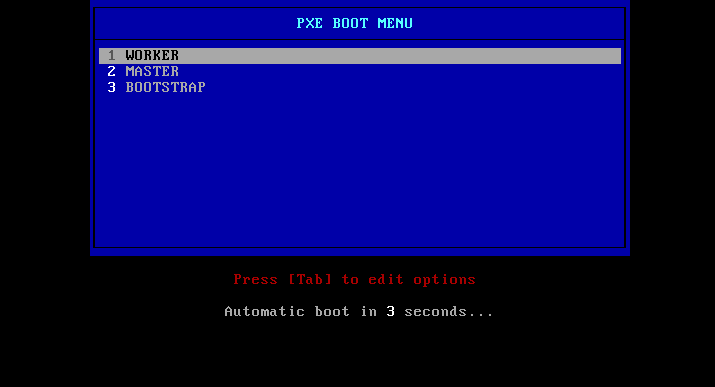 PXE BOOT MENU
1 WORKER
2 MASTER
3 BOOTSTRAP
Press [Tab] to edit options
Automatic boot in 3 seconds...